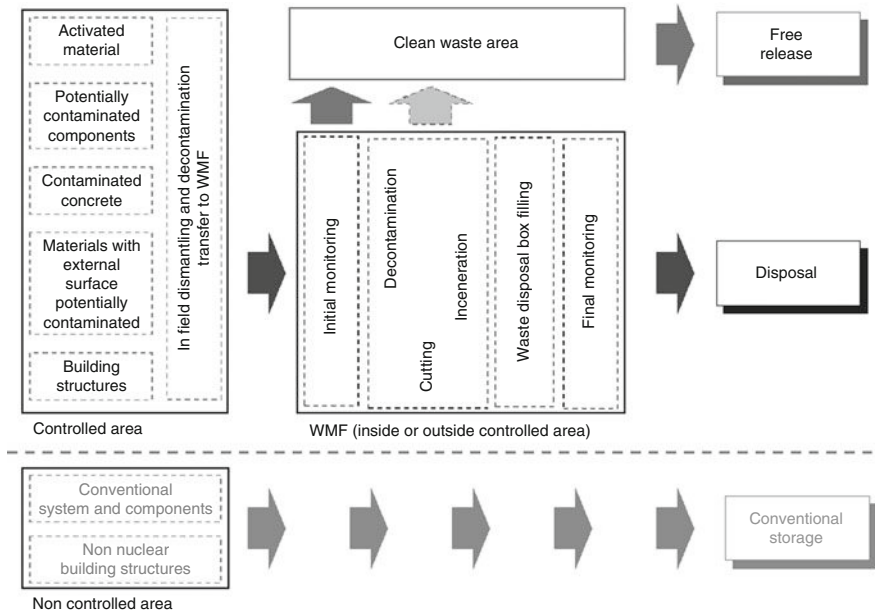 Activated
material
Potentially
contaminated
components
Contaminated
concrete
Materials with
external
surface
potentially
contaminated
Building
structures
In field dismantling and decontamination
transfer to WMF
Controlled area
Clean waste area
Initial monitoring
Decontamination
Cutting
Inceneration
Waste disposal box filling
Final monitoring
WMF (inside or outside controlled area)
Free
release
Disposal
Conventional
system and components
Non nuclear
building structures
Non controlled area
Conventional
storage